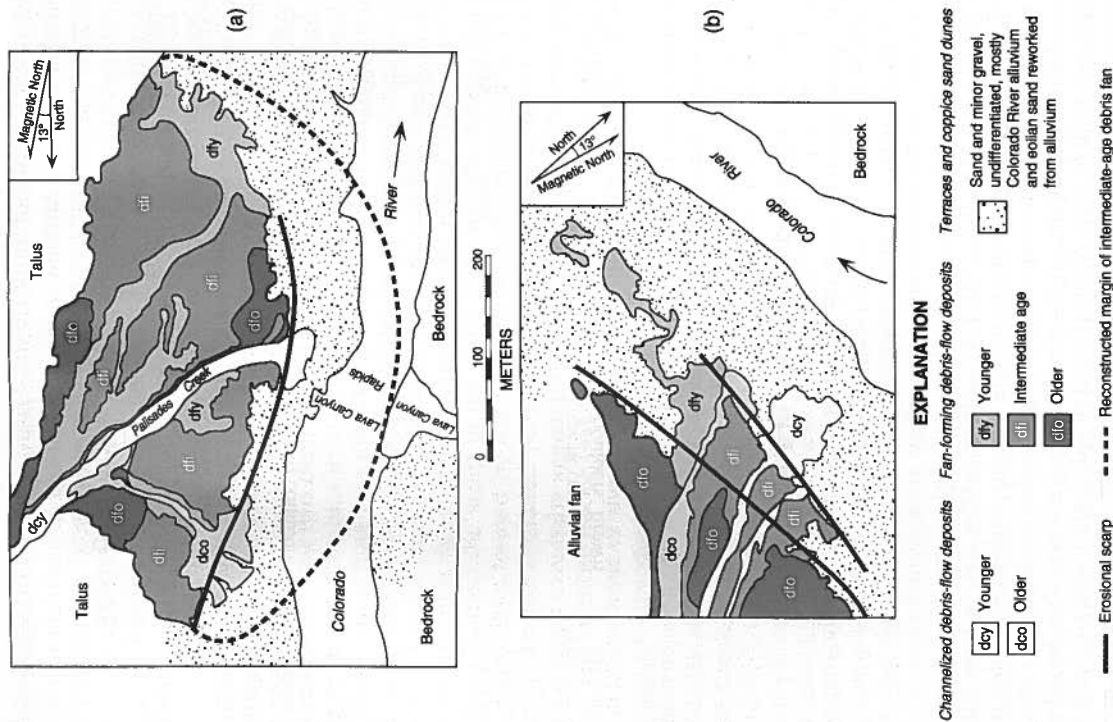 (a)
Magnetic North
13°
North
Talus
Talus
dfo
dfi
dfy
dfi
dfi
dfo
dcy
Palisades Creek
dfy
dfi
dfo
dfi
dco
River
Rapids
Lava Canyon
Lava Canyon
Colorado
Bedrock
Bedrock
0 100 200
METERS
(b)
North
13°
Magnetic North
Alluvial fan
dfo
dfy
dco
dfi
dfo
dfi
dfi
dcy
dfo
River
Colorado
Bedrock
EXPLANATION
Channelized debris-flow deposits
dcy Younger
dco Older
Fan-forming debris-flow deposits
dfy Younger
dfi Intermediate age
dfo Older
Terraces and coppice sand dunes
Sand and minor gravel,
undifferentiated, mostly
Colorado River alluvium
and eolian sand reworked
from alluvium
Erosional scarp
Reconstructed margin of intermediate-age debris fan